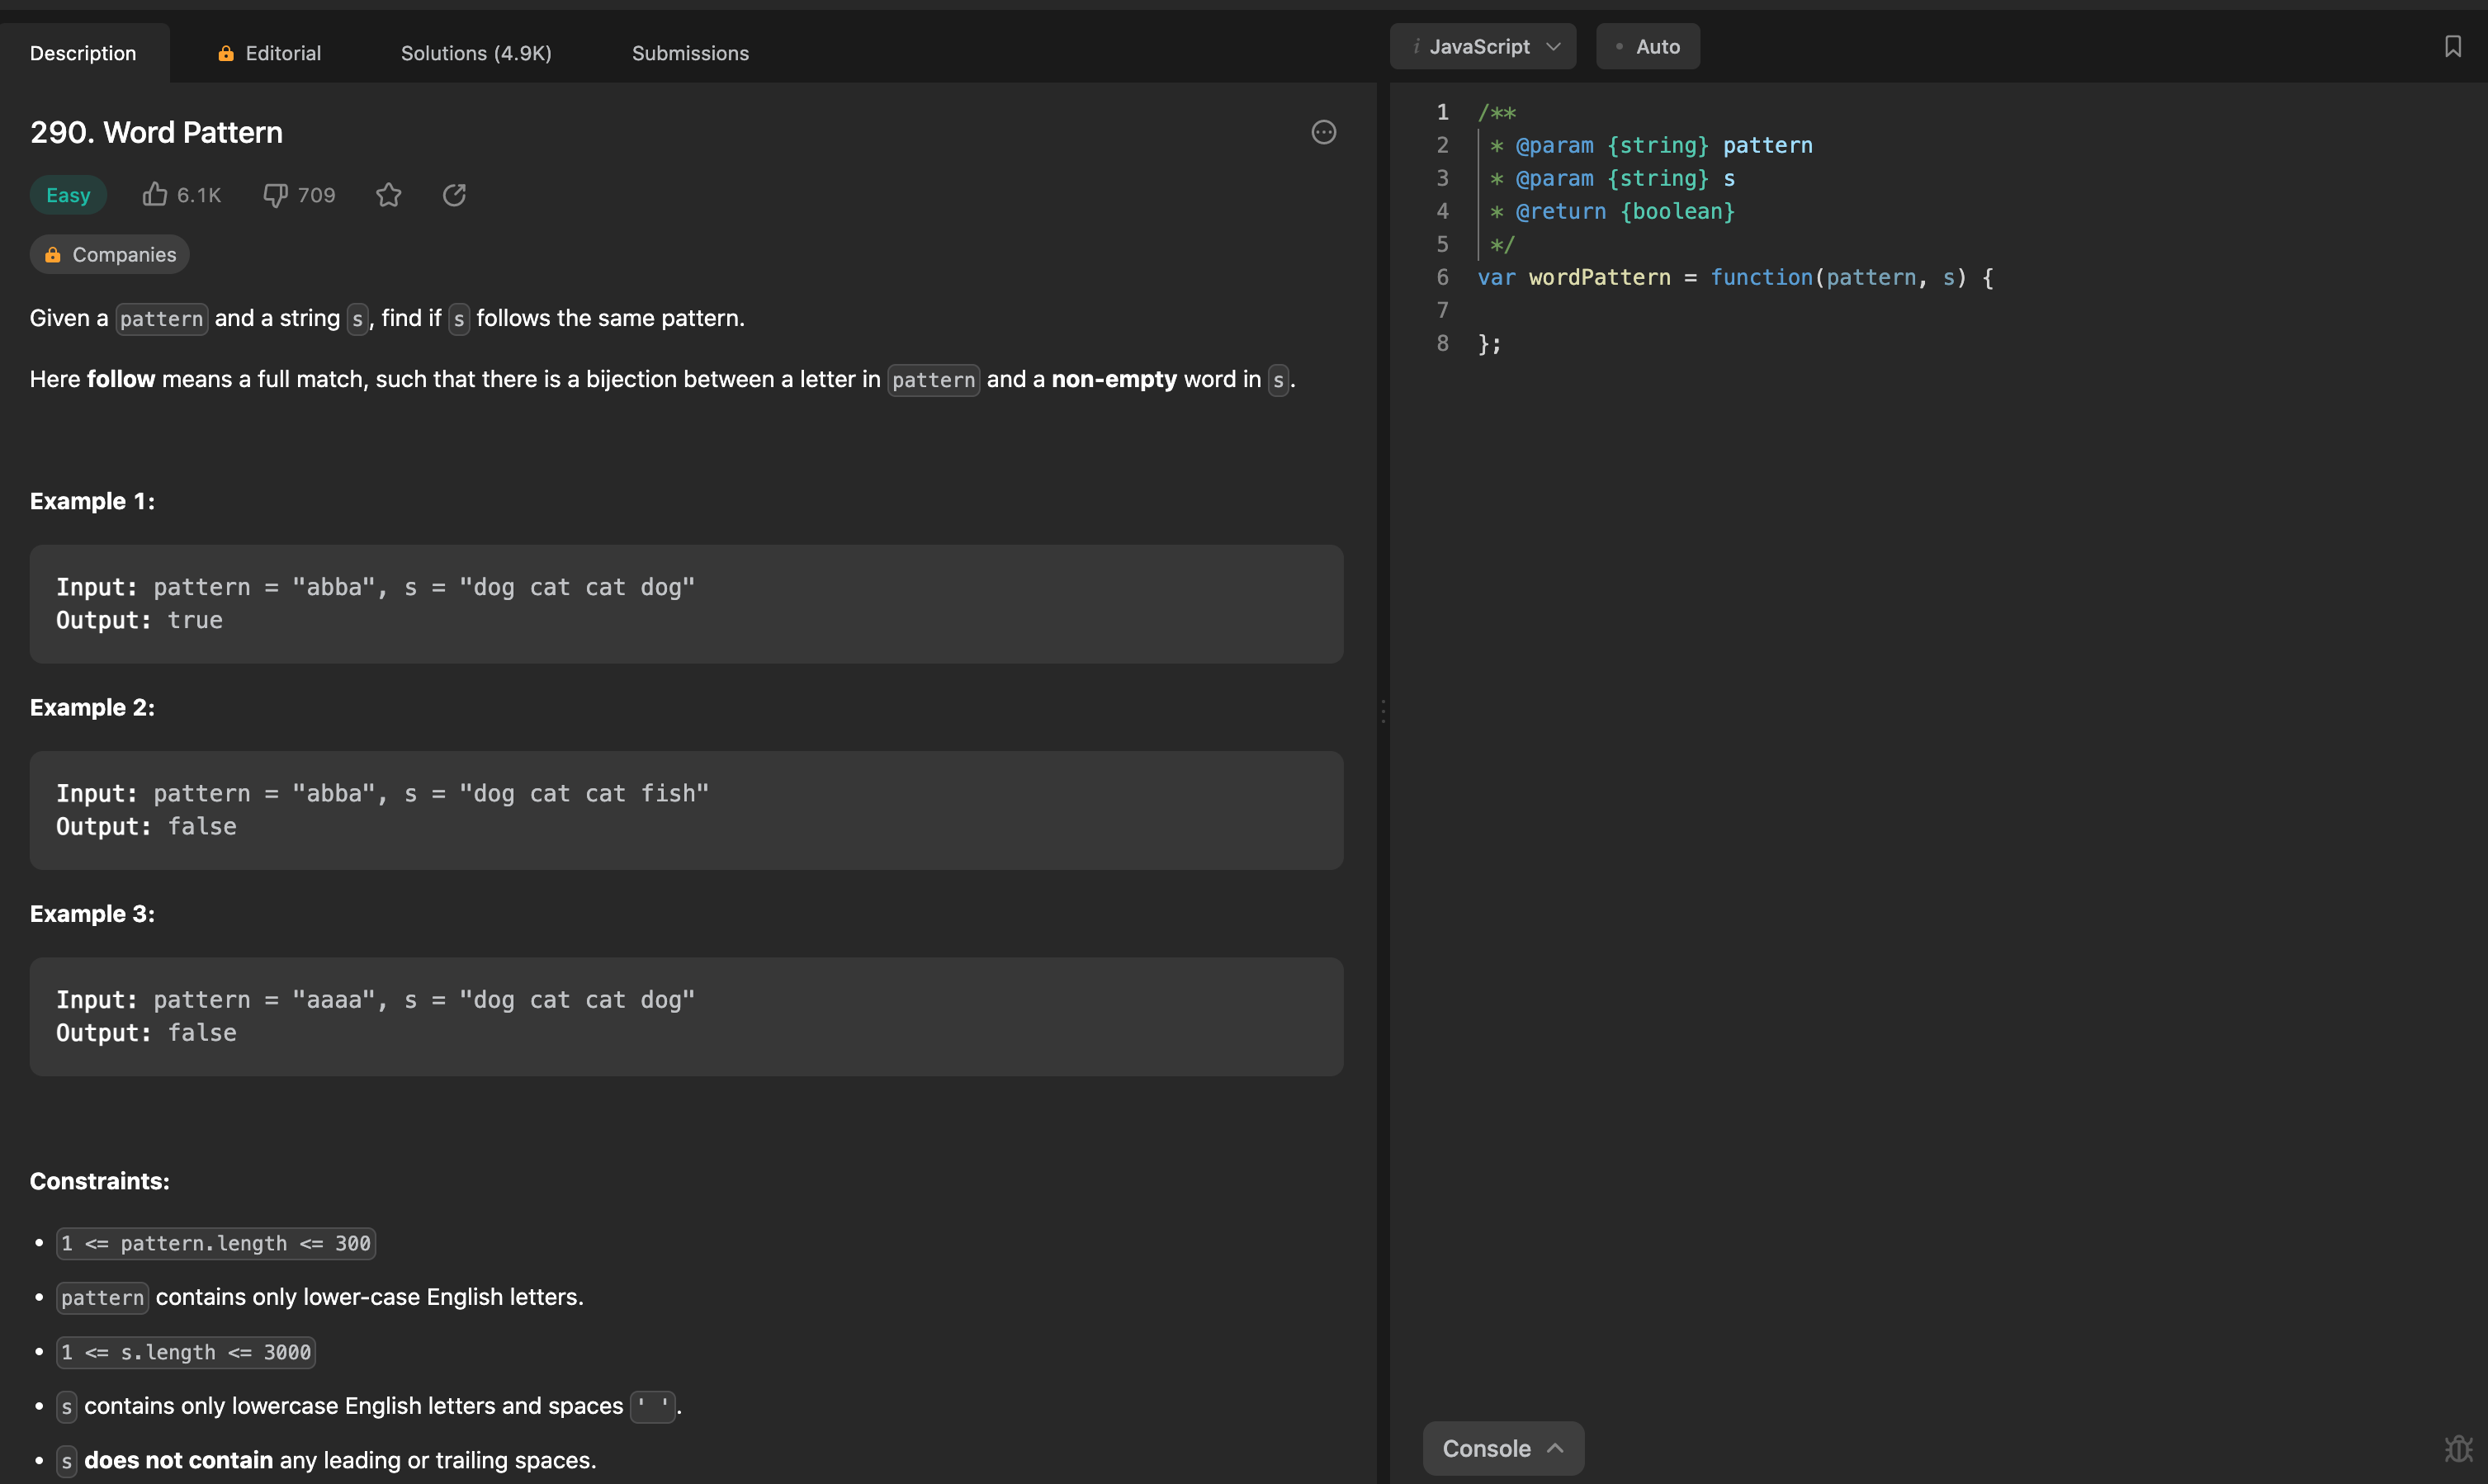 Description
Editorial
Solutions (4.9K)
Submissions
290. Word Pattern
Easy
6.1K
709
Companies
Given a pattern and a string s, find if s follows the same pattern.
Here follow means a full match, such that there is a bijection between a letter in pattern and a non-empty word in s.
Example 1:
Input: pattern = "abba", s = "dog cat cat dog"
Output: true
Example 2:
Input: pattern = "abba", s = "dog cat cat fish"
Output: false
Example 3:
Input: pattern = "aaaa", s = "dog cat cat dog"
Output: false
Constraints:
• 1 <= pattern.length <= 300
• pattern contains only lower-case English letters.
• 1 <= s.length <= 3000
• s contains only lowercase English letters and spaces ' '.
• s does not contain any leading or trailing spaces.
i JavaScript
• Auto
1 /**
2 * @param {string} pattern
3 * @param {string} s
4 * @return {boolean}
5 */
6 var wordPattern = function(pattern, s) {
7
8 };
Console